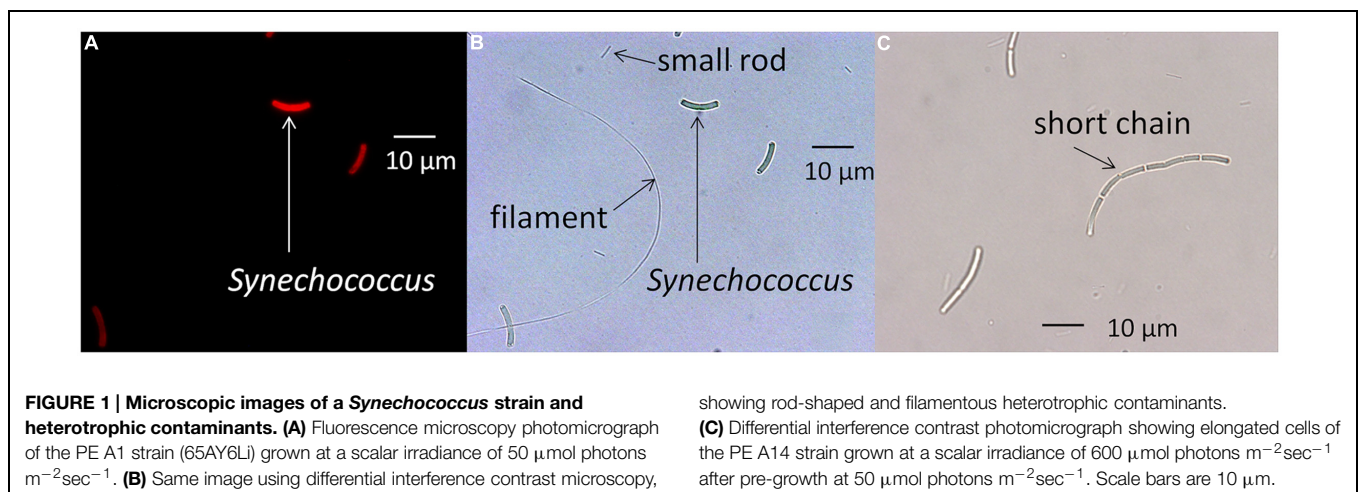 A
10 μm
Synechococcus
B
small rod
10 μm
filament
Synechococcus
C
short chain
10 μm
FIGURE 1 | Microscopic images of a Synechococcus strain and
heterotrophic contaminants. (A) Fluorescence microscopy photomicrograph
of the PE A1 strain (65AY6Li) grown at a scalar irradiance of 50 μmol photons
m−2sec−1. (B) Same image using differential interference contrast microscopy,
showing rod-shaped and filamentous heterotrophic contaminants.
(C) Differential interference contrast photomicrograph showing elongated cells of
the PE A14 strain grown at a scalar irradiance of 600 μmol photons m−2sec−1
after pre-growth at 50 μmol photons m−2sec−1. Scale bars are 10 μm.